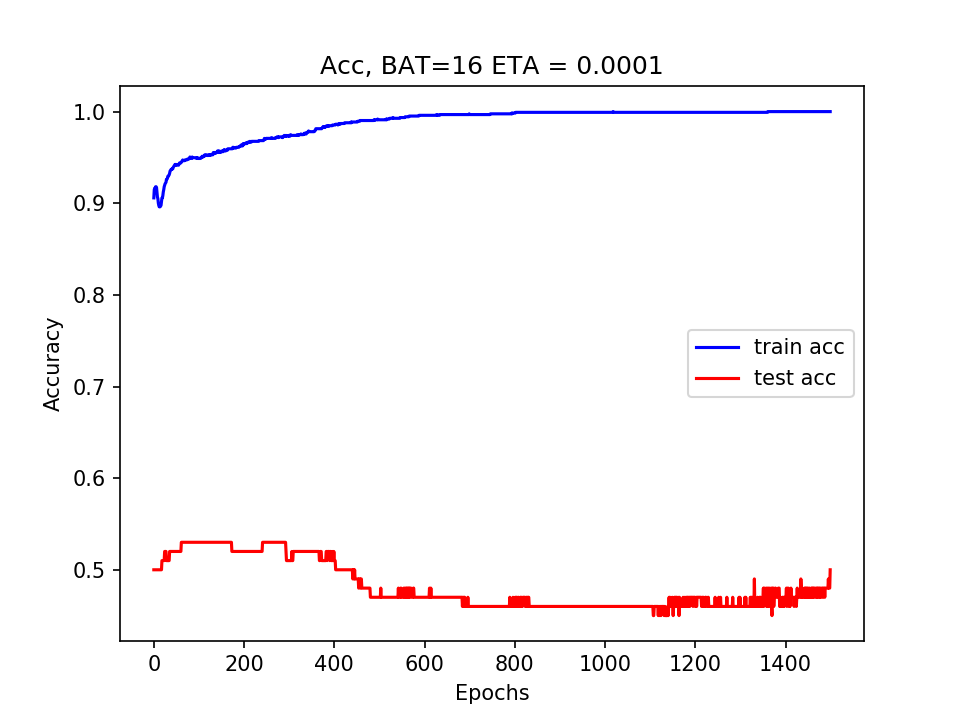 Acc, BAT=16 ETA = 0.0001
1.0
0.9
0.8
0.7
0.6
0.5
Accuracy
train acc
test acc
0 200 400 600 800 1000 1200 1400
Epochs